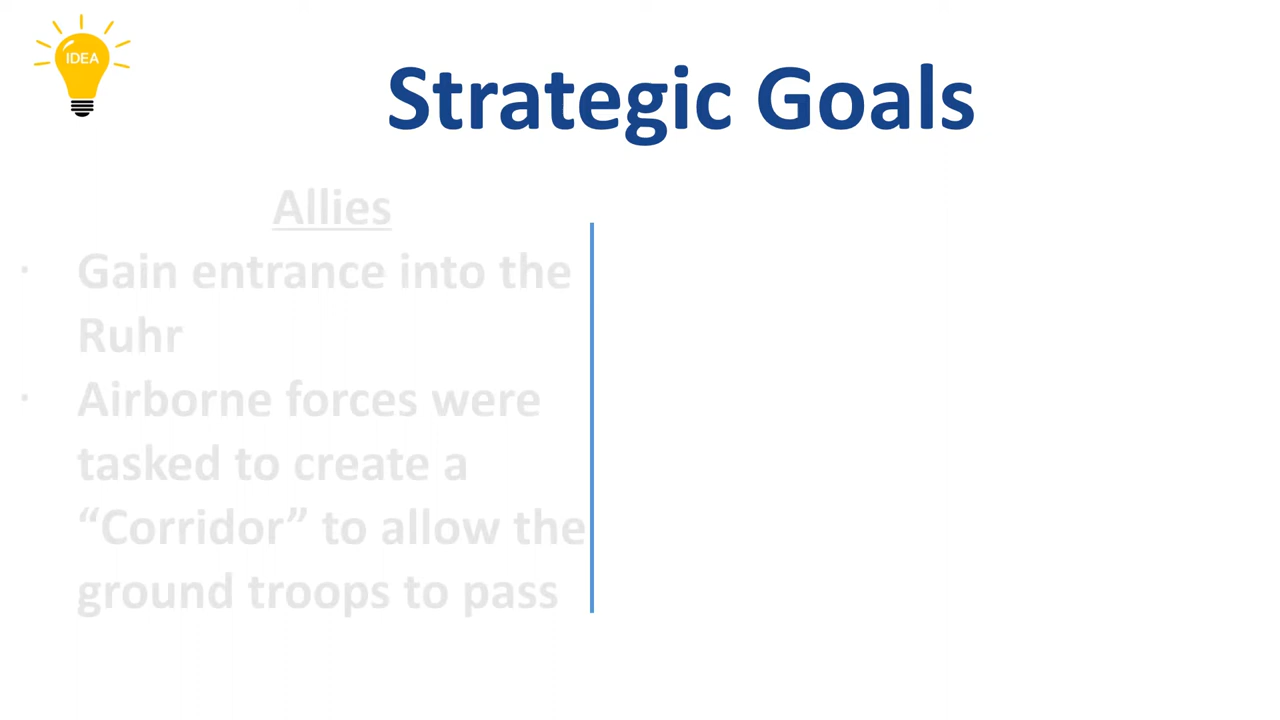 IDEA
Strategic Goals
Allies
· Gain entrance into the
Ruhr
· Airborne forces were
tasked to create a
“Corridor” to allow the
ground troops to pass